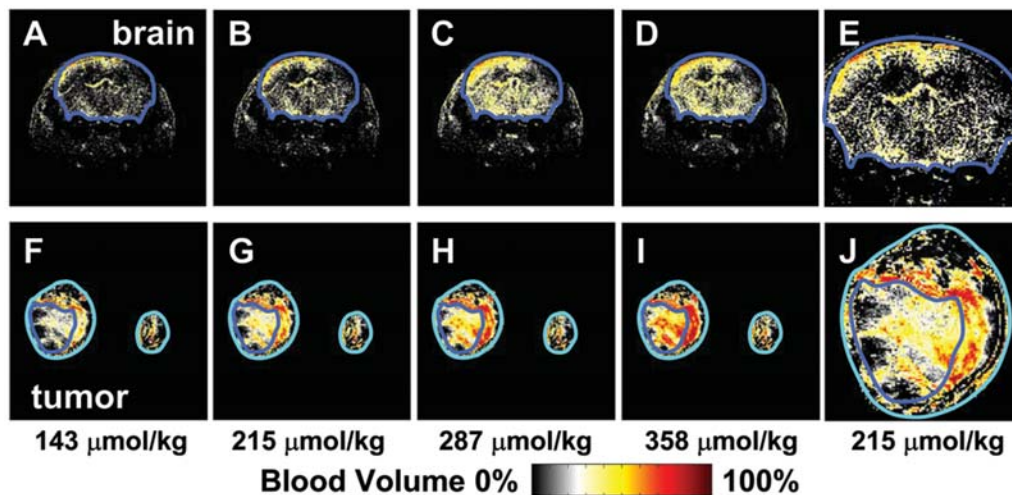 A brain B C D E
F G H I J
tumor
143 μmol/kg 215 μmol/kg 287 μmol/kg 358 μmol/kg 215 μmol/kg
Blood Volume 0% 100%